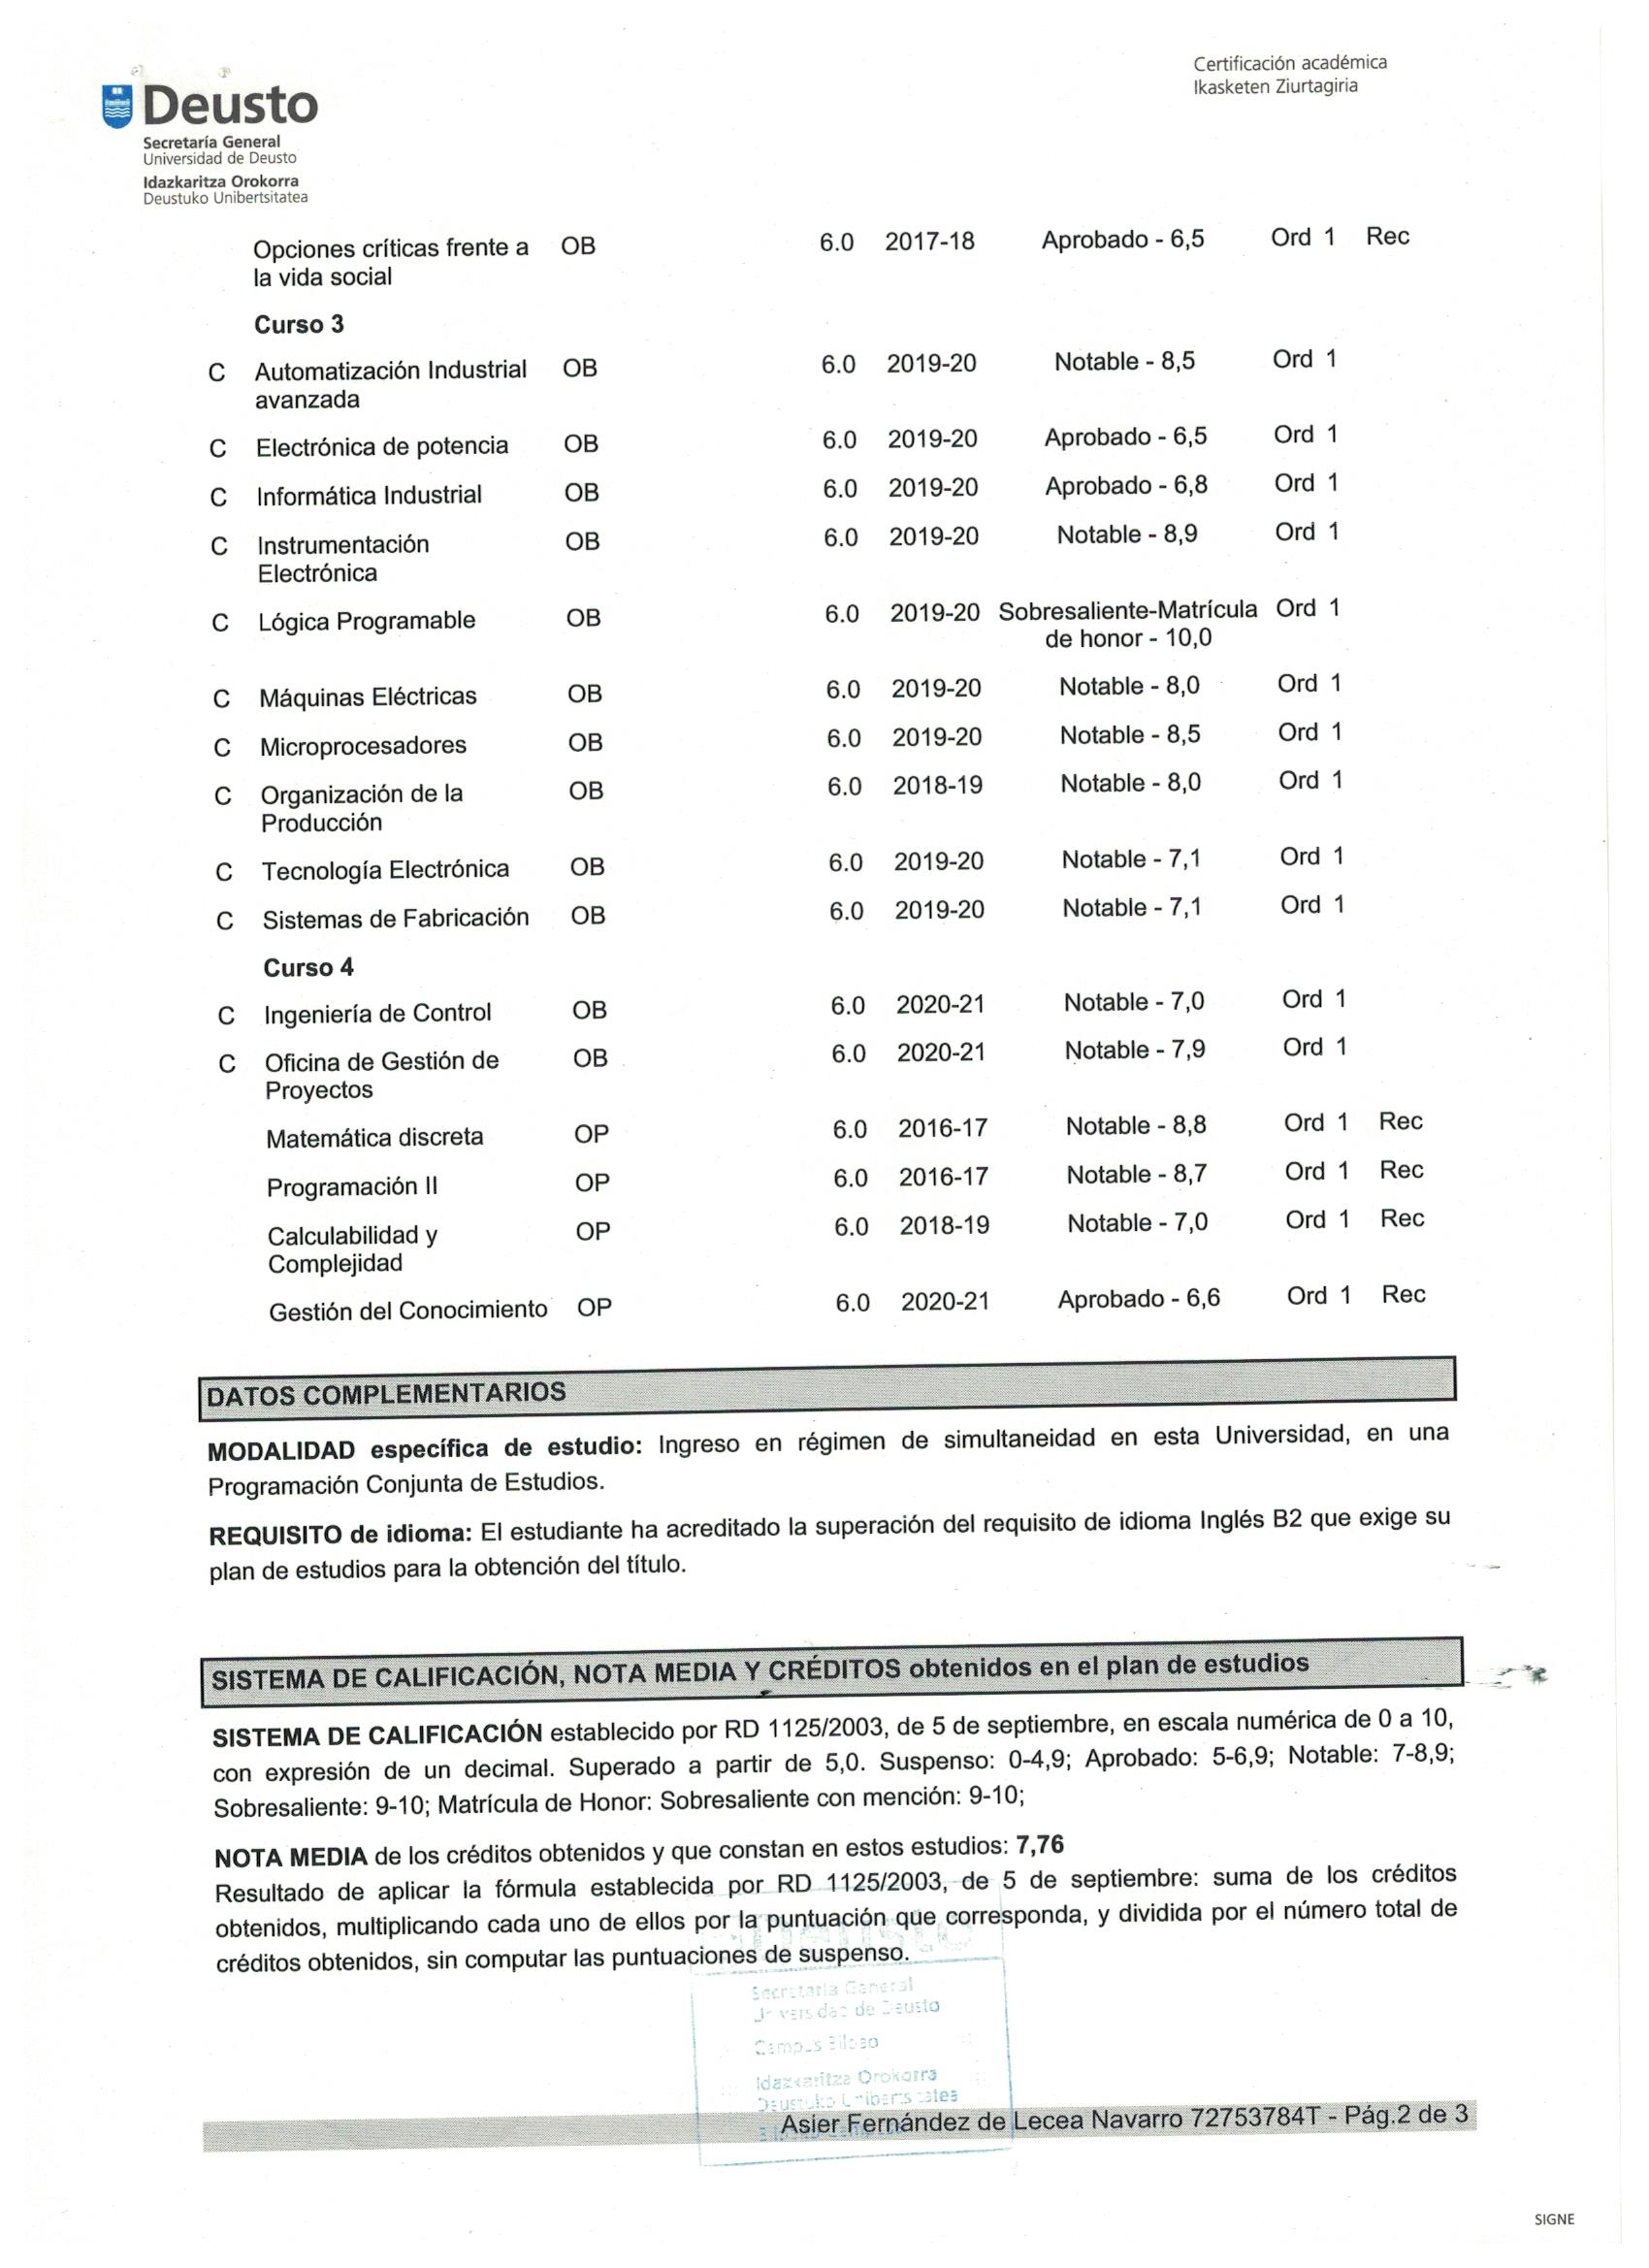 Certificación académica
Ikasketen Ziurtagiria
Deusto
Secretaría General
Universidad de Deusto
Idazkaritza Orokorra
Deustuko Unibertsitatea
Opciones críticas frente a OB 6.0 2017-18 Aprobado - 6,5 Ord 1 Rec
la vida social
Curso 3
C Automatización Industrial OB 6.0 2019-20 Notable - 8,5 Ord 1
avanzada
C Electrónica de potencia OB 6.0 2019-20 Aprobado - 6,5 Ord 1
C Informática Industrial OB 6.0 2019-20 Aprobado - 6,8 Ord 1
C Instrumentación OB 6.0 2019-20 Notable - 8,9 Ord 1
Electrónica
C Lógica Programable OB 6.0 2019-20 Sobresaliente-Matrícula Ord 1
de honor - 10,0
C Máquinas Eléctricas OB 6.0 2019-20 Notable - 8,0 Ord 1
C Microprocesadores OB 6.0 2019-20 Notable - 8,5 Ord 1
C Organización de la OB 6.0 2018-19 Notable - 8,0 Ord 1
Producción
C Tecnología Electrónica OB 6.0 2019-20 Notable - 7,1 Ord 1
C Sistemas de Fabricación OB 6.0 2019-20 Notable - 7,1 Ord 1
Curso 4
C Ingeniería de Control OB 6.0 2020-21 Notable - 7,0 Ord 1
C Oficina de Gestión de OB 6.0 2020-21 Notable - 7,9 Ord 1
Proyectos
Matemática discreta OP 6.0 2016-17 Notable - 8,8 Ord 1 Rec
Programación II OP 6.0 2016-17 Notable - 8,7 Ord 1 Rec
Calculabilidad y OP 6.0 2018-19 Notable - 7,0 Ord 1 Rec
Complejidad
Gestión del Conocimiento OP 6.0 2020-21 Aprobado - 6,6 Ord 1 Rec
DATOS COMPLEMENTARIOS
MODALIDAD específica de estudio: Ingreso en régimen de simultaneidad en esta Universidad, en una
Programación Conjunta de Estudios.
REQUISITO de idioma: El estudiante ha acreditado la superación del requisito de idioma Inglés B2 que exige su
plan de estudios para la obtención del título.
SISTEMA DE CALIFICACIÓN, NOTA MEDIA Y CRÉDITOS obtenidos en el plan de estudios
SISTEMA DE CALIFICACIÓN establecido por RD 1125/2003, de 5 de septiembre, en escala numérica de 0 a 10,
con expresión de un decimal. Superado a partir de 5,0. Suspenso: 0-4,9; Aprobado: 5-6,9; Notable: 7-8,9;
Sobresaliente: 9-10; Matrícula de Honor: Sobresaliente con mención: 9-10;
NOTA MEDIA de los créditos obtenidos y que constan en estos estudios: 7,76
Resultado de aplicar la fórmula establecida por RD 1125/2003, de 5 de septiembre: suma de los créditos
obtenidos, multiplicando cada uno de ellos por la puntuación que corresponda, y dividida por el número total de
créditos obtenidos, sin computar las puntuaciones de suspenso.
Deusto
Secretaría General
Universidad de Deusto
Campus Bilbao
Idazkaritza Orokorra
Deustuko Unibertsitatea
Asier Fernández de Lecea Navarro 72753784T - Pág.2 de 3
SIGNE